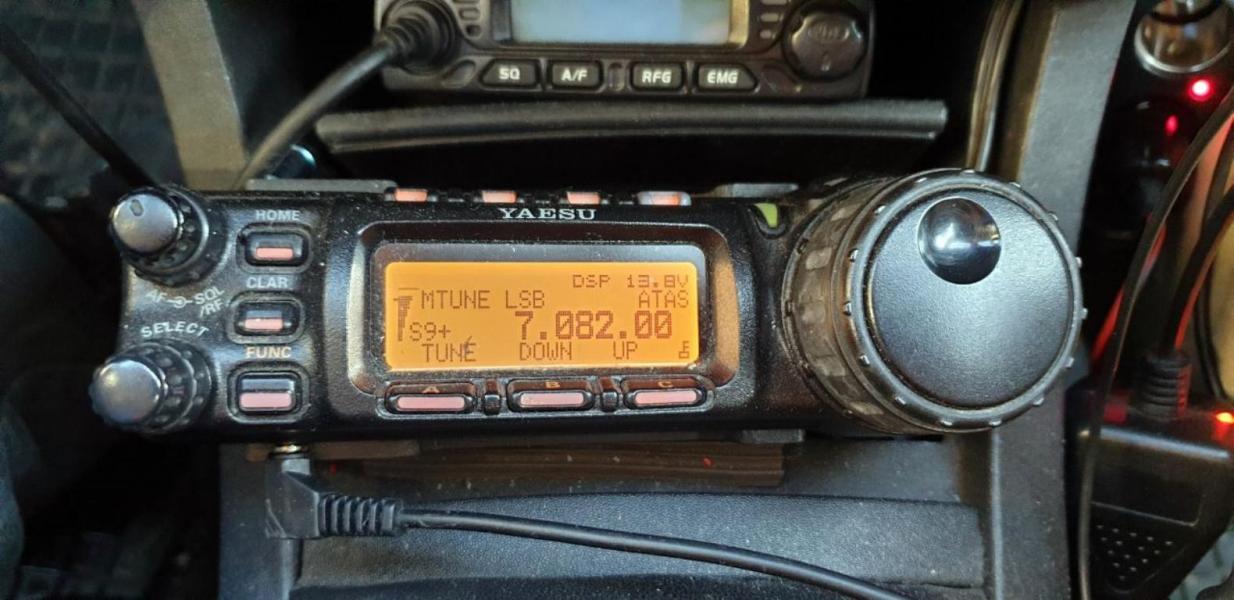 SQ A/F RFG EMG
YAESU
HOME
CLAR
AF SQL
/RF
SELECT
FUNC
DSP 13.8V
MTUNE LSB ATAS
S9+ 7.082.00
TUNE DOWN UP
A B C